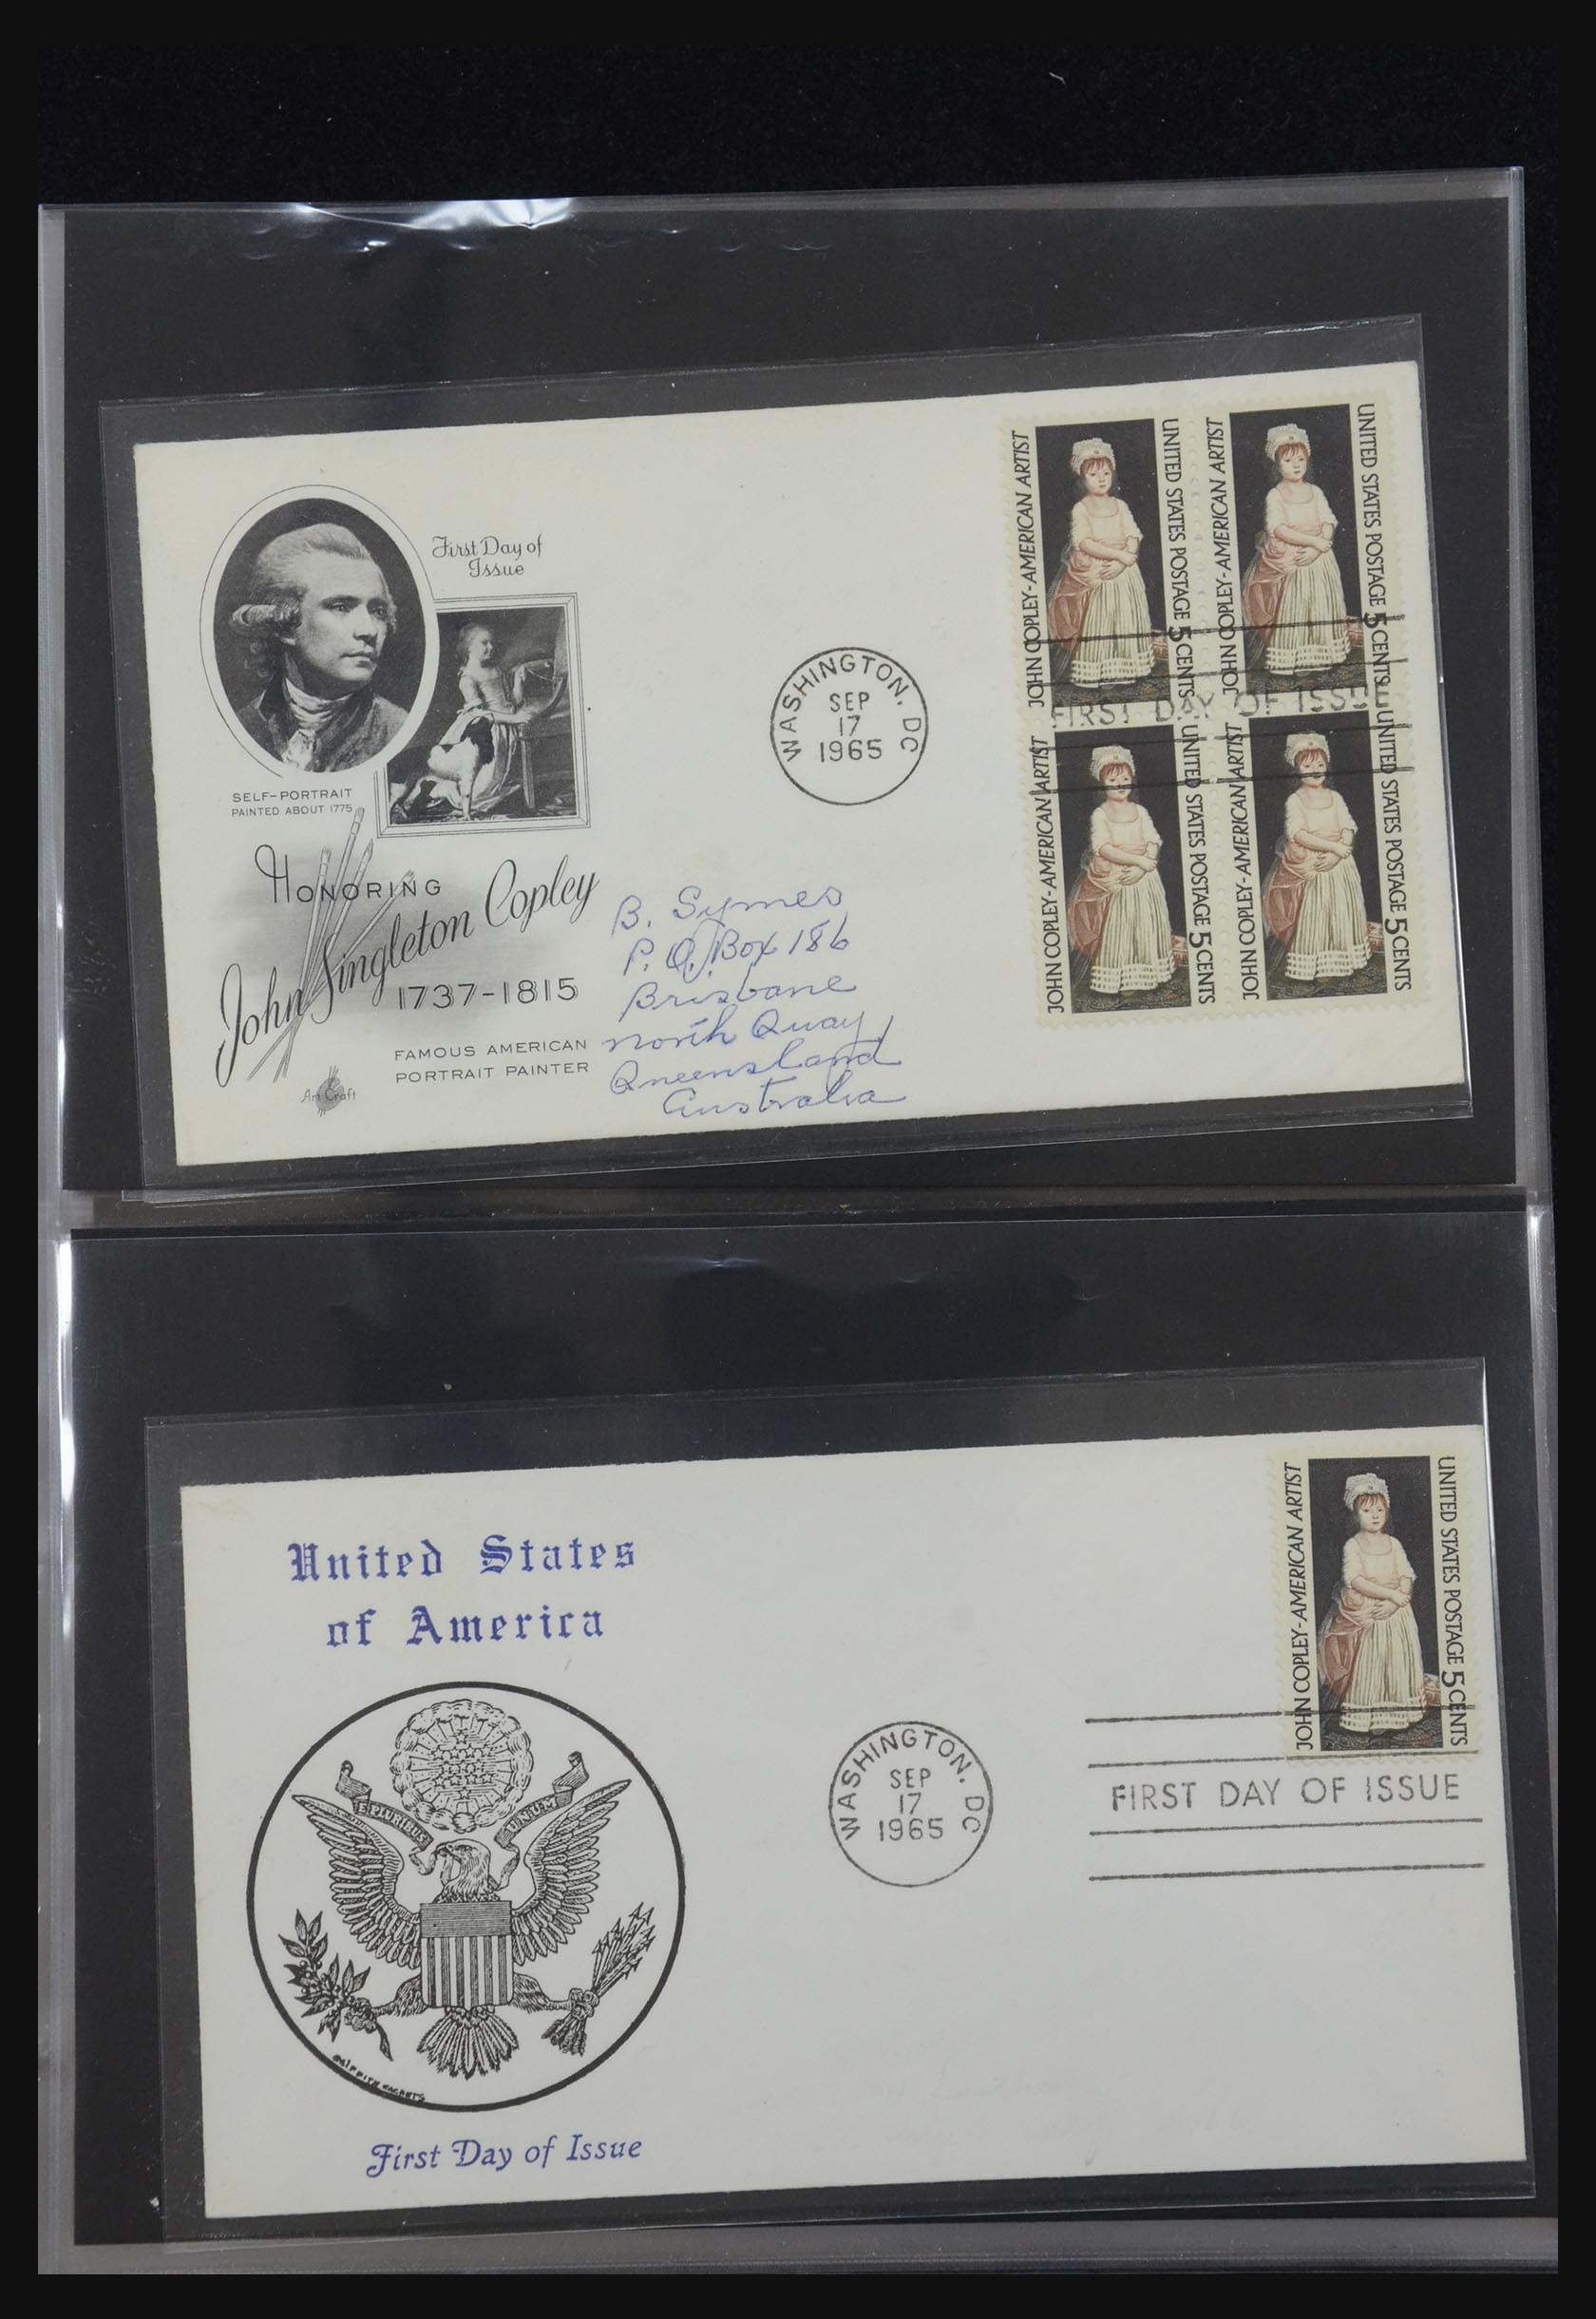 First Day of
Issue
SELF-PORTRAIT
PAINTED ABOUT 1775
HONORING
John Singleton Copley
1737-1815
FAMOUS AMERICAN
PORTRAIT PAINTER
Art Craft
WASHINGTON, DC
SEP
17
1965
B. Symes
P. O. Box 186
Brisbane
North Quay
Queensland
Australia
JOHN COPLEY-AMERICAN ARTIST
UNITED STATES POSTAGE 5 CENTS
JOHN COPLEY-AMERICAN ARTIST
UNITED STATES POSTAGE 5 CENTS
FIRST DAY OF ISSUE
JOHN COPLEY-AMERICAN ARTIST
UNITED STATES POSTAGE 5 CENTS
JOHN COPLEY-AMERICAN ARTIST
UNITED STATES POSTAGE 5 CENTS
United States
of America
E PLURIBUS UNUM
GRIFFITH CACHETS
First Day of Issue
WASHINGTON, DC
SEP
17
1965
JOHN COPLEY-AMERICAN ARTIST
UNITED STATES POSTAGE 5 CENTS
FIRST DAY OF ISSUE